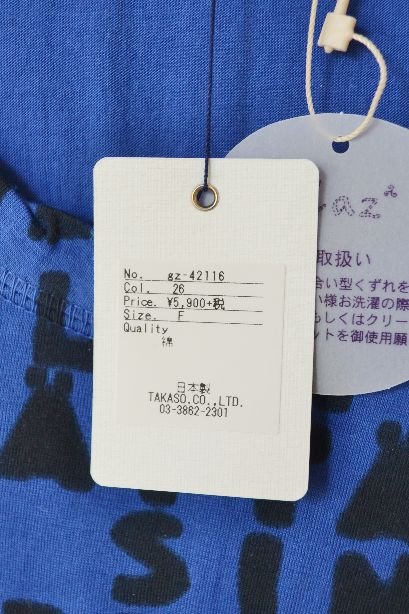 No. gz-42116
Col. 26
Price. ¥5,900+税
Size. F
Quality
綿
日本製
TAKASO.CO.,LTD.
03-3862-2301
az
取扱い
合い型くずれを
い様お洗濯の際
もしくはクリー
ットを御使用願
SI